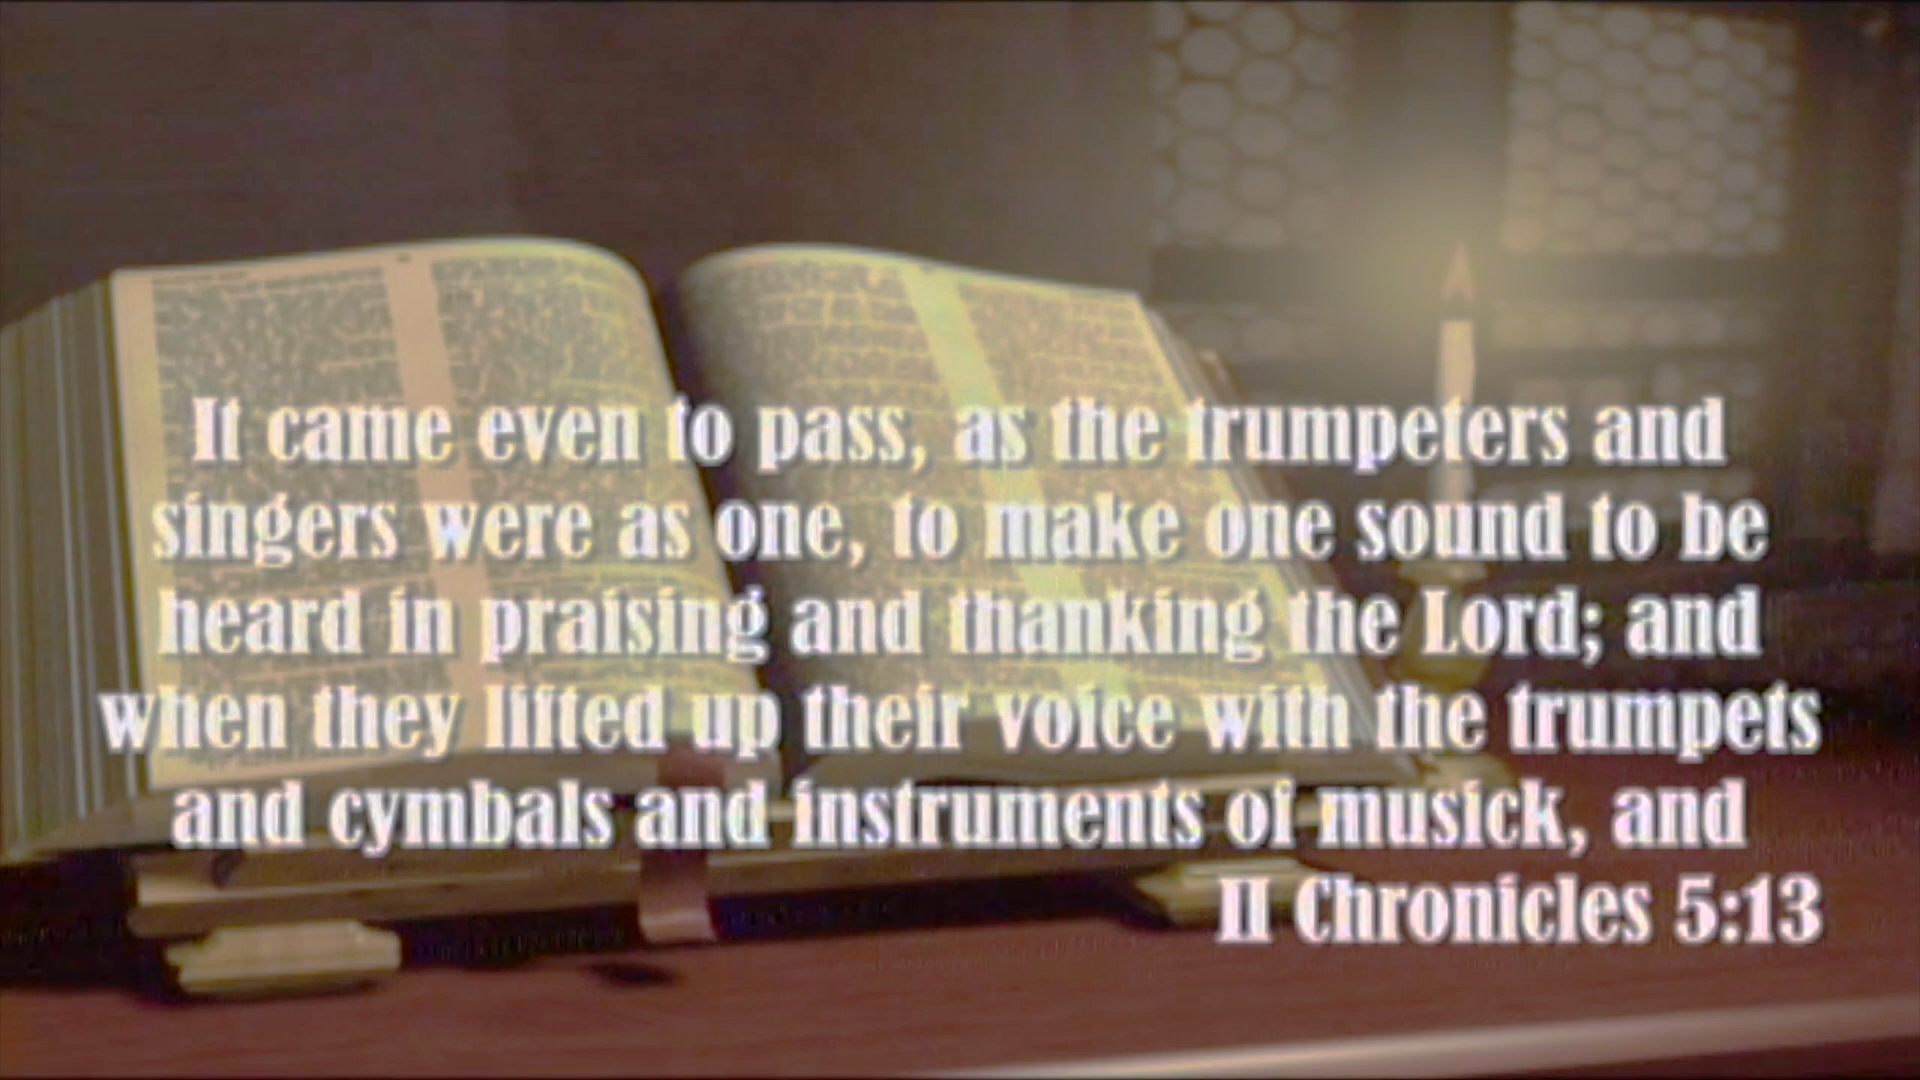 It came even to pass, as the trumpeters and
singers were as one, to make one sound to be
heard in praising and thanking the Lord; and
when they lifted up their voice with the trumpets
and cymbals and instruments of musick, and
II Chronicles 5:13